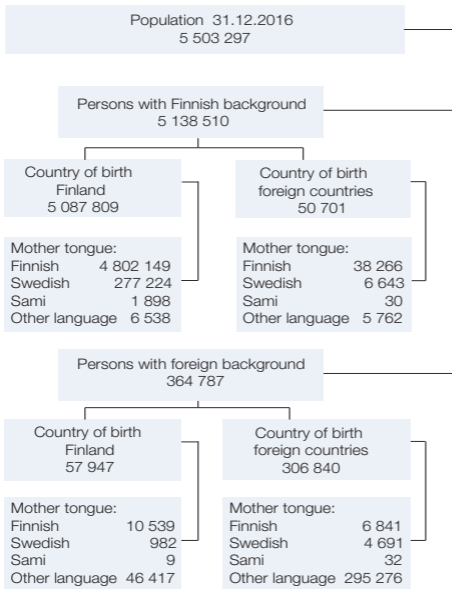 Population 31.12.2016
5 503 297
Persons with Finnish background
5 138 510
Country of birth
Finland
5 087 809
Country of birth
foreign countries
50 701
Mother tongue:
Finnish 4 802 149
Swedish 277 224
Sami 1 898
Other language 6 538
Mother tongue:
Finnish 38 266
Swedish 6 643
Sami 30
Other language 5 762
Persons with foreign background
364 787
Country of birth
Finland
57 947
Country of birth
foreign countries
306 840
Mother tongue:
Finnish 10 539
Swedish 982
Sami 9
Other language 46 417
Mother tongue:
Finnish 6 841
Swedish 4 691
Sami 32
Other language 295 276